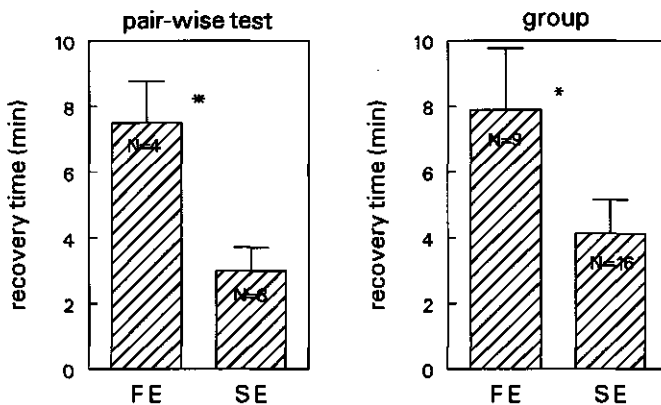 pair-wise test
recovery time (min)
10
8
6
4
2
0
*
N=4
FE
SE
group
recovery time (min)
10
8
6
4
2
0
*
N=9
N=16
FE
SE